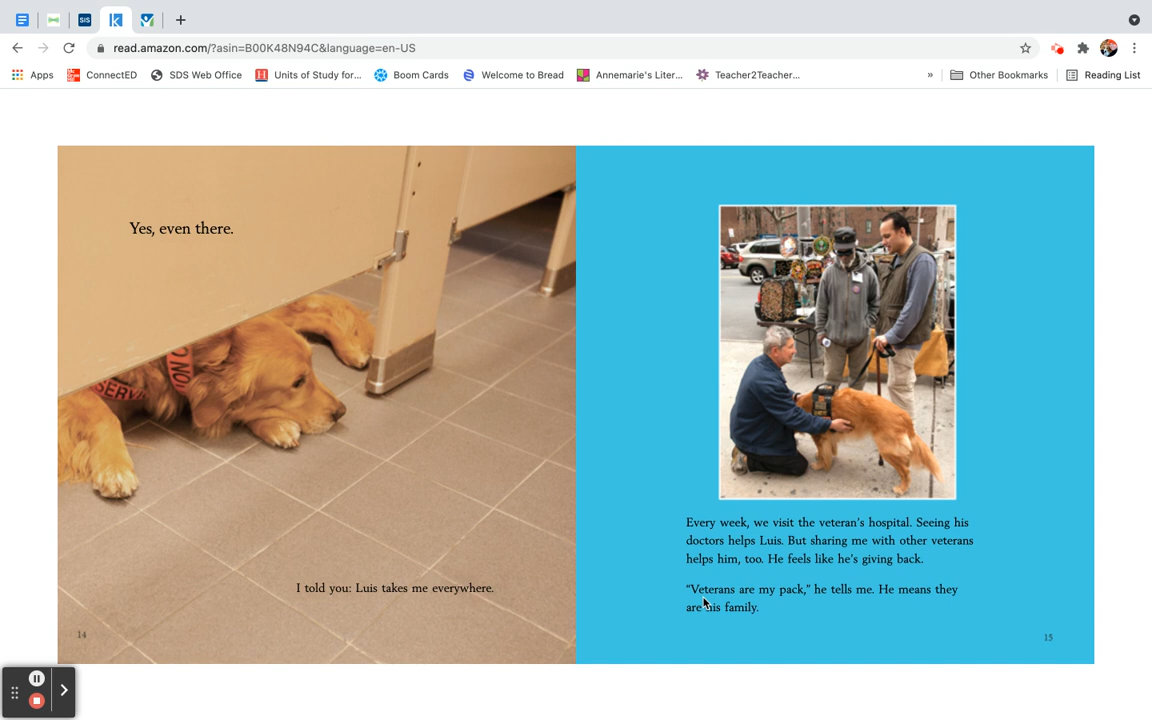 read.amazon.com/?asin=B00K48N94C&language=en-US
Apps
ConnectED
SDS Web Office
Units of Study for...
Boom Cards
Welcome to Bread
Annemarie's Liter...
Teacher2Teacher...
»
Other Bookmarks
Reading List
Yes, even there.
I told you: Luis takes me everywhere.
14
Every week, we visit the veteran's hospital. Seeing his
doctors helps Luis. But sharing me with other veterans
helps him, too. He feels like he's giving back.
“Veterans are my pack,” he tells me. He means they
are his family.
15